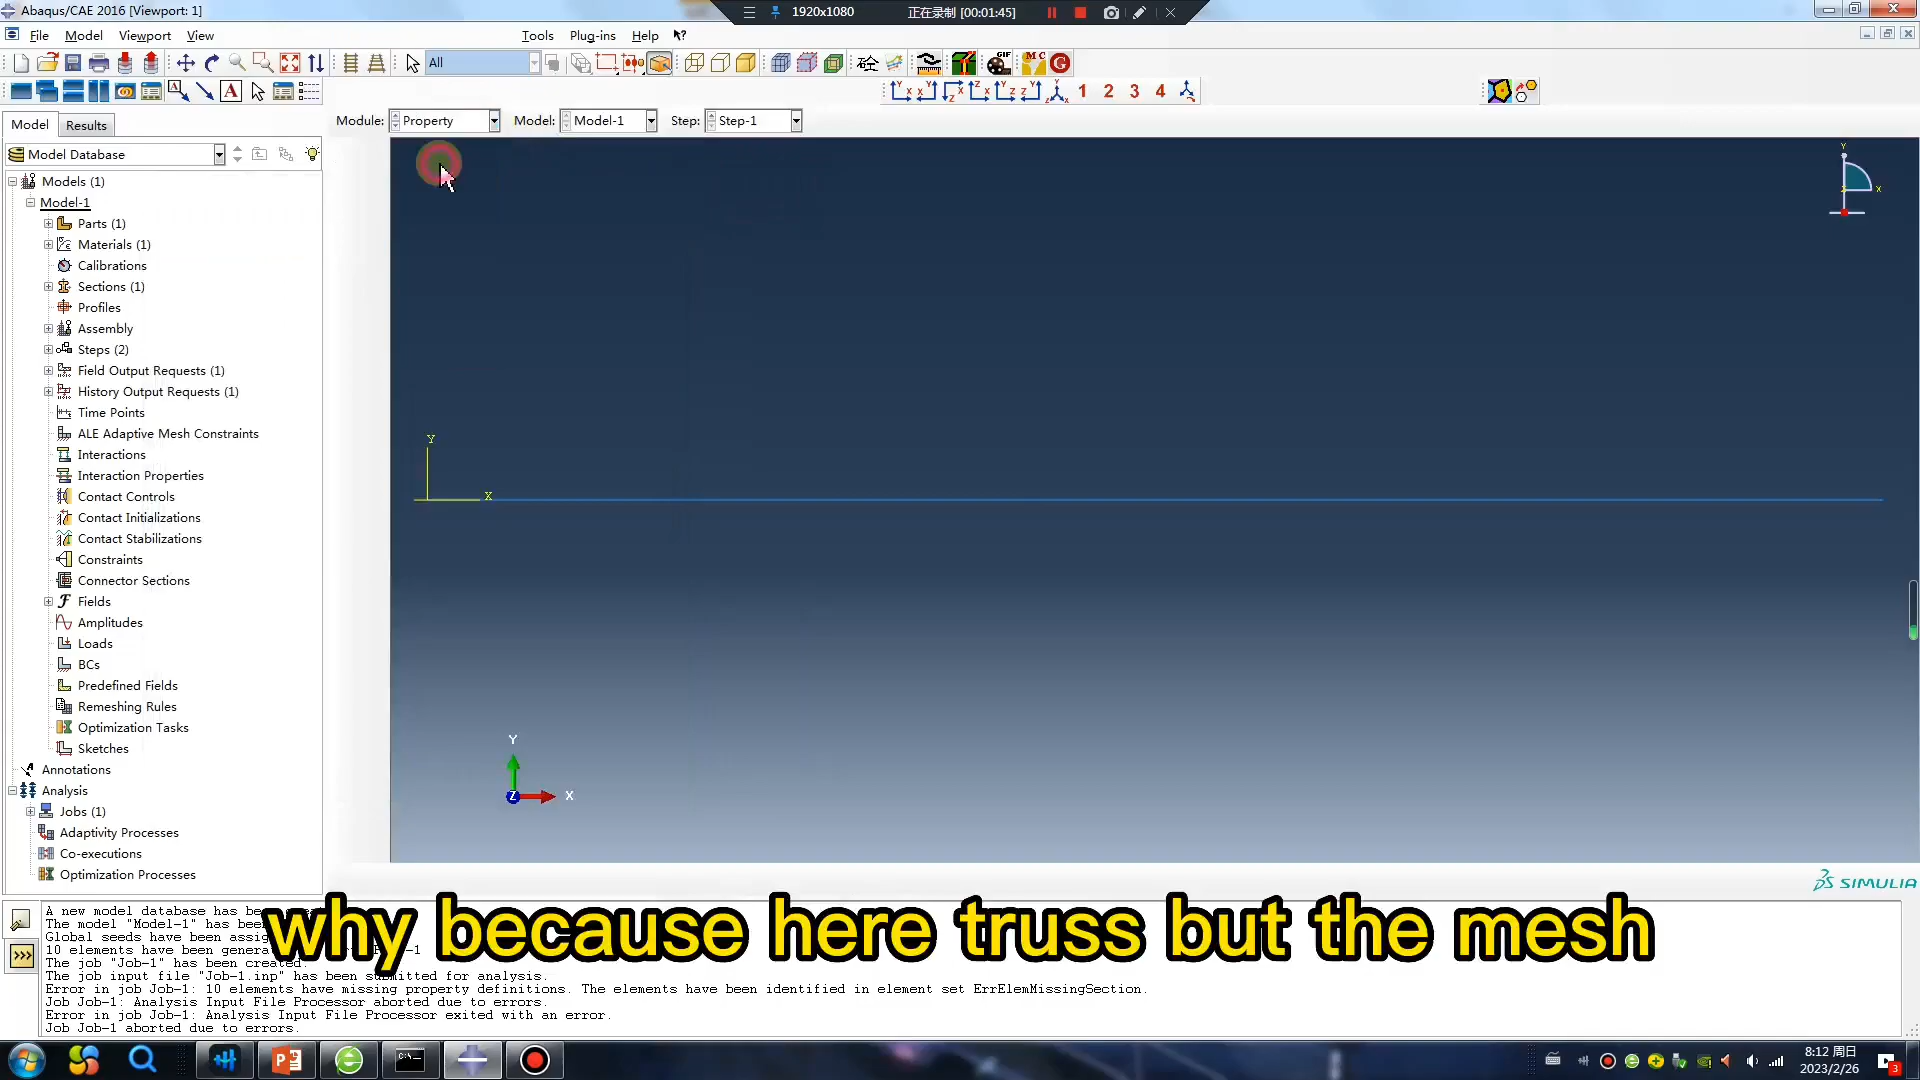 Abaqus/CAE 2016 [Viewport: 1]
1920x1080
正在录制 [00:01:45]
File
Model
Viewport
View
Tools
Plug-ins
Help
All
砼
GIF
MC
G
A
1 2 3 4
Model
Results
Module:
Property
Model:
Model-1
Step:
Step-1
Model Database
Models (1)
Model-1
Parts (1)
Materials (1)
Calibrations
Sections (1)
Profiles
Assembly
Steps (2)
Field Output Requests (1)
History Output Requests (1)
Time Points
ALE Adaptive Mesh Constraints
Interactions
Interaction Properties
Contact Controls
Contact Initializations
Contact Stabilizations
Constraints
Connector Sections
Fields
Amplitudes
Loads
BCs
Predefined Fields
Remeshing Rules
Optimization Tasks
Sketches
Annotations
Analysis
Jobs (1)
Adaptivity Processes
Co-executions
Optimization Processes
Y
X
Z
Y
X
Y
X
Z
SIMULIA
why because here truss but the mesh
A new model database has been
The model "Model-1" has been
Global seeds have been assig
10 elements have been genera
The job "Job-1" has been created.
The job input file "Job-1.inp" has been submitted for analysis.
Error in job Job-1: 10 elements have missing property definitions. The elements have been identified in element set ErrElemMissingSection.
Job Job-1: Analysis Input File Processor aborted due to errors.
Error in job Job-1: Analysis Input File Processor exited with an error.
Job Job-1 aborted due to errors.
>>>
8:12 周日
2023/2/26
3